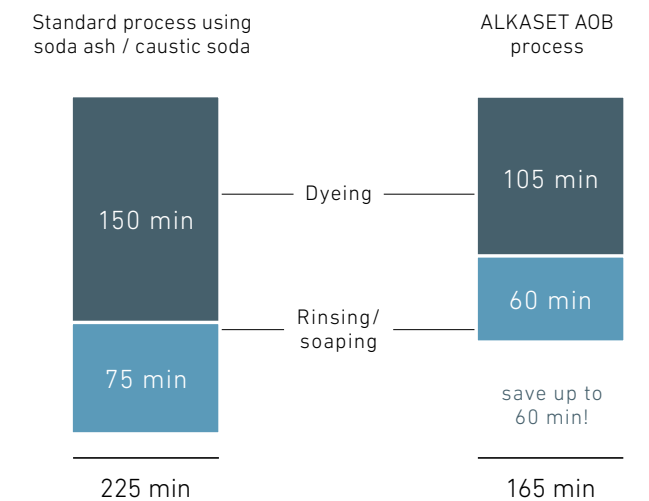 Standard process using
soda ash / caustic soda
ALKASET AOB
process
150 min
Dyeing
105 min
Rinsing/
soaping
75 min
60 min
save up to
60 min!
225 min
165 min